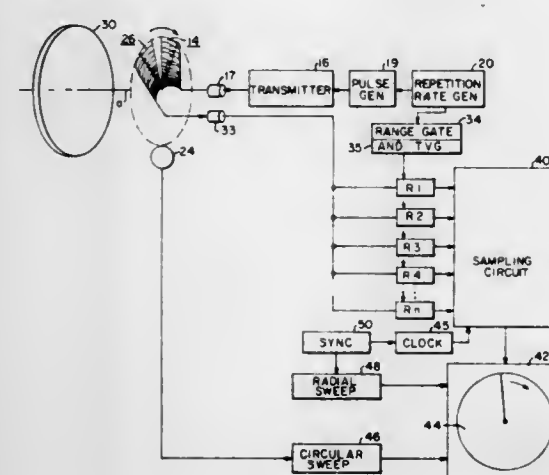 30
26
14
16
19
20
17
TRANSMITTER
PULSE GEN
REPETITION RATE GEN
a
33
34
RANGE GATE
35 AND TVG
24
40
R1
R2
R3
SAMPLING CIRCUIT
R4
Rn
50
45
SYNC
CLOCK
42
48
RADIAL SWEEP
44
46
CIRCULAR SWEEP